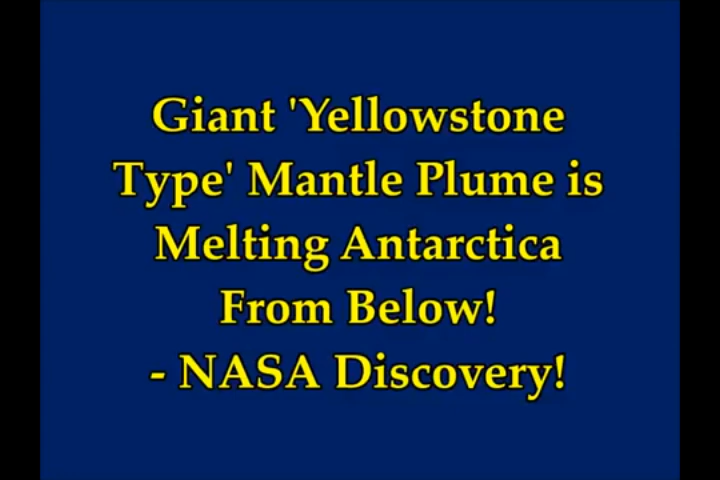 Giant 'Yellowstone
Type' Mantle Plume is
Melting Antarctica
From Below!
- NASA Discovery!